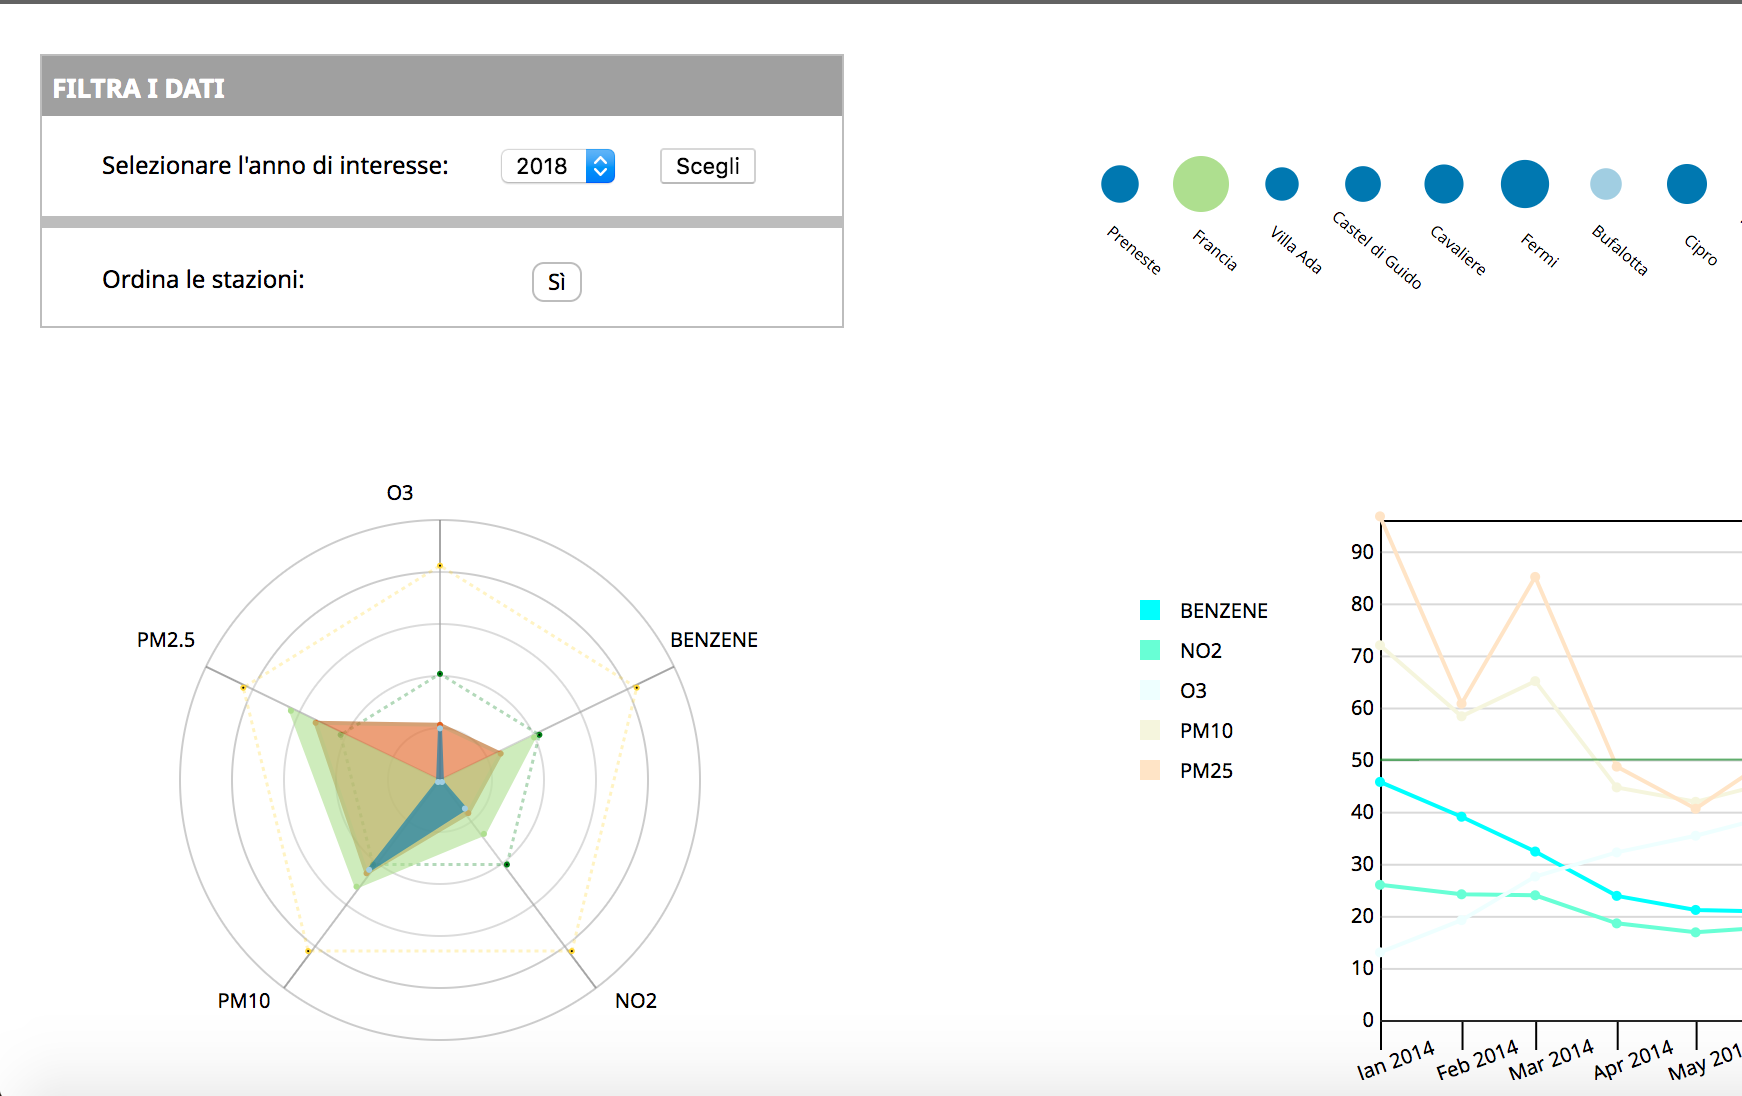 FILTRA I DATI
Selezionare l'anno di interesse:
2018
Scegli
Ordina le stazioni:
Sì
Preneste
Francia
Villa Ada
Castel di Guido
Cavaliere
Fermi
Bufalotta
Cipro
O3
PM2.5
BENZENE
PM10
NO2
BENZENE
NO2
O3
PM10
PM25
90
80
70
60
50
40
30
20
10
0
Jan 2014
Feb 2014
Mar 2014
Apr 2014
May 201